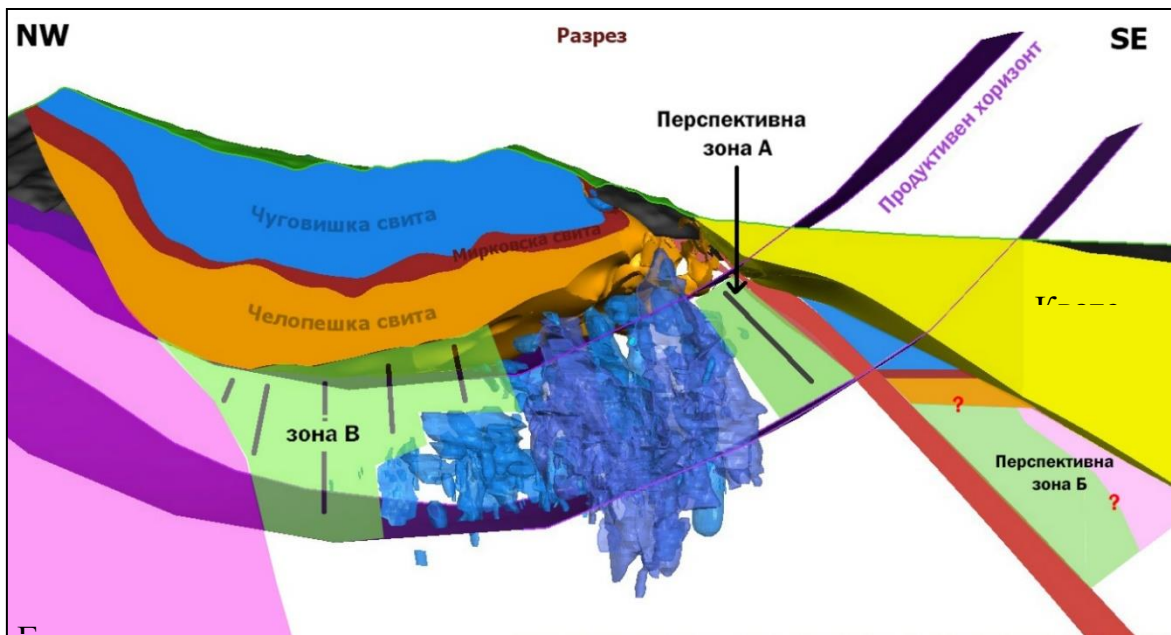 NW
Разрез
SE
Перспективна
зона А
Продуктивен хоризонт
Чуговишка свита
Мирковска свита
Челопешка свита
?
зона В
Перспективна
зона Б
?